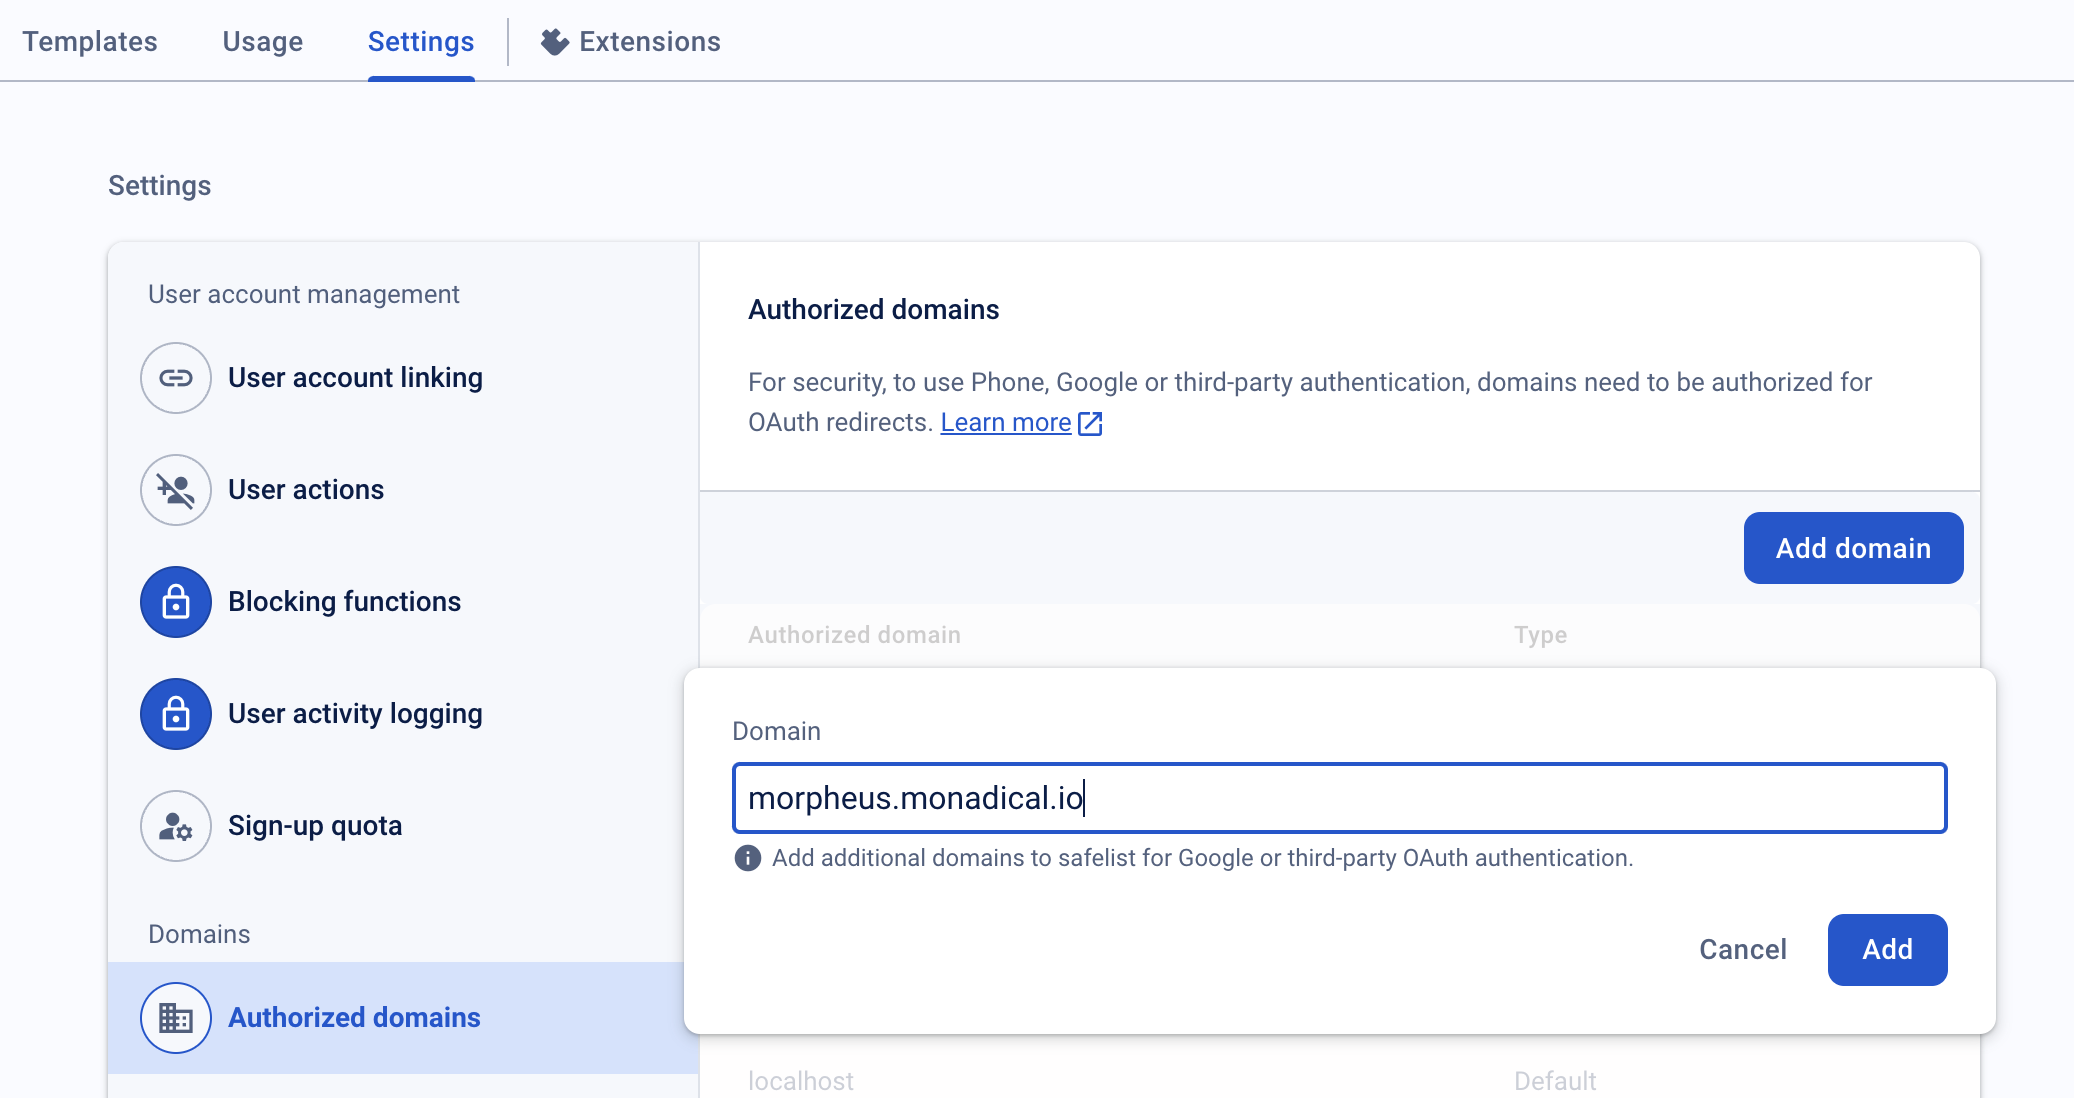 Templates Usage Settings Extensions
Settings
User account management
User account linking
User actions
Blocking functions
User activity logging
Sign-up quota
Domains
Authorized domains
Authorized domains
For security, to use Phone, Google or third-party authentication, domains need to be authorized for
OAuth redirects. Learn more
Add domain
Authorized domain Type
Domain
morpheus.monadical.io
Add additional domains to safelist for Google or third-party OAuth authentication.
Cancel Add
localhost Default